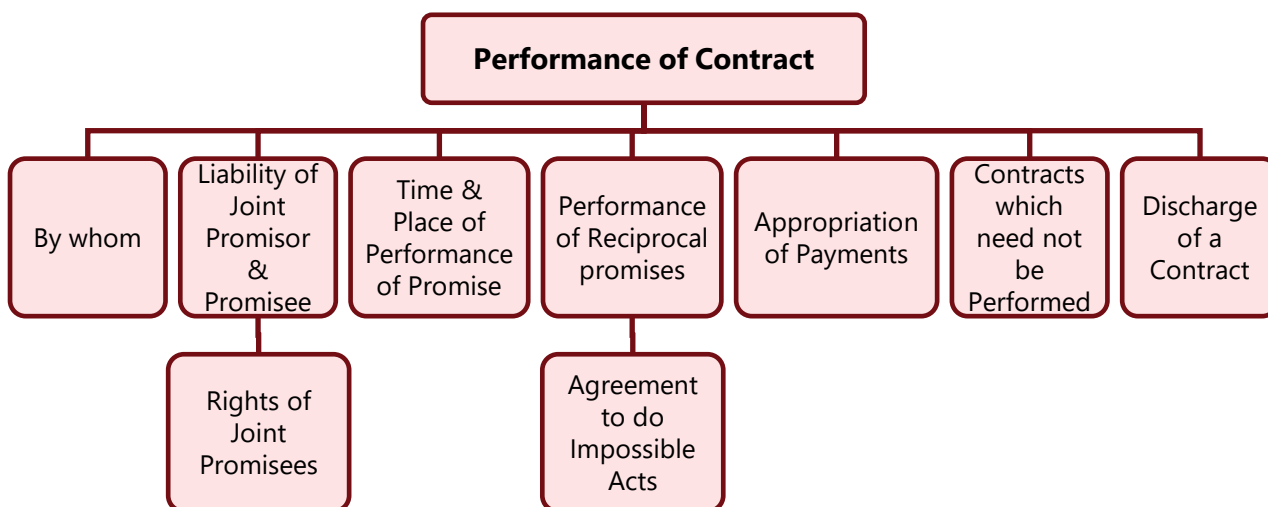 Performance of Contract
By whom
Liability of
Joint
Promisor
&
Promisee
Time &
Place of
Performance
of Promise
Performance
of Reciprocal
promises
Appropriation
of Payments
Contracts
which
need not
be
Performed
Discharge
of a
Contract
Rights of
Joint
Promisees
Agreement
to do
Impossible
Acts